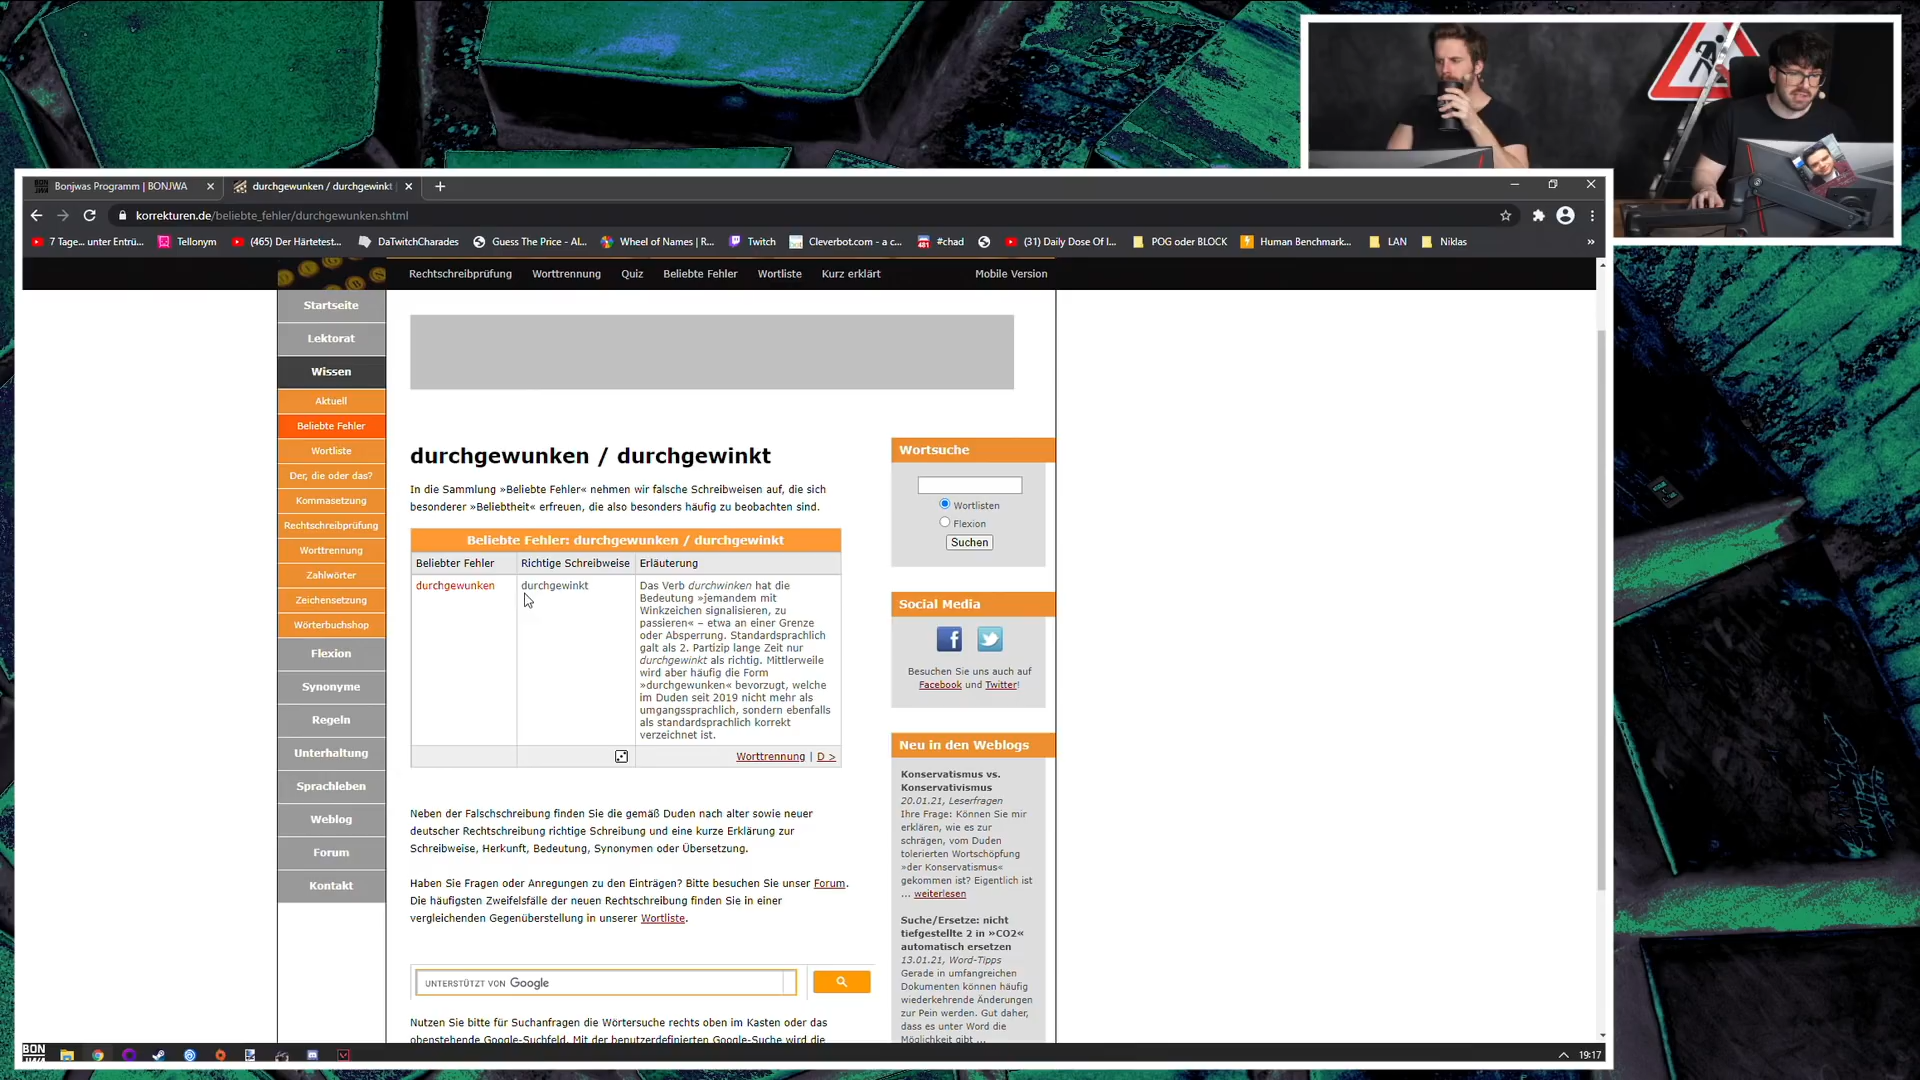 Bonjwas Programm | BONJWA
durchgewunken / durchgewinkt
korrekturen.de/beliebte_fehler/durchgewunken.shtml
7 Tage... unter Entrü...
Tellonym
(465) Der Härtetest...
DaTwitchCharades
Guess The Price - Al...
Wheel of Names | R...
Twitch
Cleverbot.com - a c...
#chad
(31) Daily Dose Of I...
POG oder BLOCK
Human Benchmark...
LAN
Niklas
»
Rechtschreibprüfung Worttrennung Quiz Beliebte Fehler Wortliste Kurz erklärt Mobile Version
Startseite
Lektorat
Wissen
Aktuell
Beliebte Fehler
Wortliste
Der, die oder das?
Kommasetzung
Rechtschreibprüfung
Worttrennung
Zahlwörter
Zeichensetzung
Wörterbuchshop
Flexion
Synonyme
Regeln
Unterhaltung
Sprachleben
Weblog
Forum
Kontakt
durchgewunken / durchgewinkt
In die Sammlung »Beliebte Fehler« nehmen wir falsche Schreibweisen auf, die sich
besonderer »Beliebtheit« erfreuen, die also besonders häufig zu beobachten sind.
Beliebte Fehler: durchgewunken / durchgewinkt
Beliebter Fehler Richtige Schreibweise Erläuterung
durchgewunken durchgewinkt Das Verb durchwinken hat die
Bedeutung »jemandem mit
Winkzeichen signalisieren, zu
passieren« – etwa an einer Grenze
oder Absperrung. Standardsprachlich
galt als 2. Partizip lange Zeit nur
durchgewinkt als richtig. Mittlerweile
wird aber häufig die Form
»durchgewunken« bevorzugt, welche
im Duden seit 2019 nicht mehr als
umgangssprachlich, sondern ebenfalls
als standardsprachlich korrekt
verzeichnet ist.
Worttrennung | D >
Neben der Falschschreibung finden Sie die gemäß Duden nach alter sowie neuer
deutscher Rechtschreibung richtige Schreibung und eine kurze Erklärung zur
Schreibweise, Herkunft, Bedeutung, Synonymen oder Übersetzung.
Haben Sie Fragen oder Anregungen zu den Einträgen? Bitte besuchen Sie unser Forum.
Die häufigsten Zweifelsfälle der neuen Rechtschreibung finden Sie in einer
vergleichenden Gegenüberstellung in unserer Wortliste.
UNTERSTÜTZT VON Google
Nutzen Sie bitte für Suchanfragen die Wörtersuche rechts oben im Kasten oder das
obenstehende Google-Suchfeld. Mit der benutzerdefinierten Google-Suche wird die
Wortsuche
Wortlisten
Flexion
Suchen
Social Media
Besuchen Sie uns auch auf
Facebook und Twitter!
Neu in den Weblogs
Konservatismus vs.
Konservativismus
20.01.21, Leserfragen
Ihre Frage: Können Sie mir
erklären, wie es zur
schrägen, vom Duden
tolerierten Wortschöpfung
»der Konservatismus«
gekommen ist? Eigentlich ist
... weiterlesen
Suche/Ersetze: nicht
tiefgestellte 2 in »CO2«
automatisch ersetzen
13.01.21, Word-Tipps
Gerade in umfangreichen
Dokumenten können häufig
wiederkehrende Änderungen
zur Pein werden. Gut daher,
dass es unter Word die
Möglichkeit gibt ...
BON
JWA
19:17